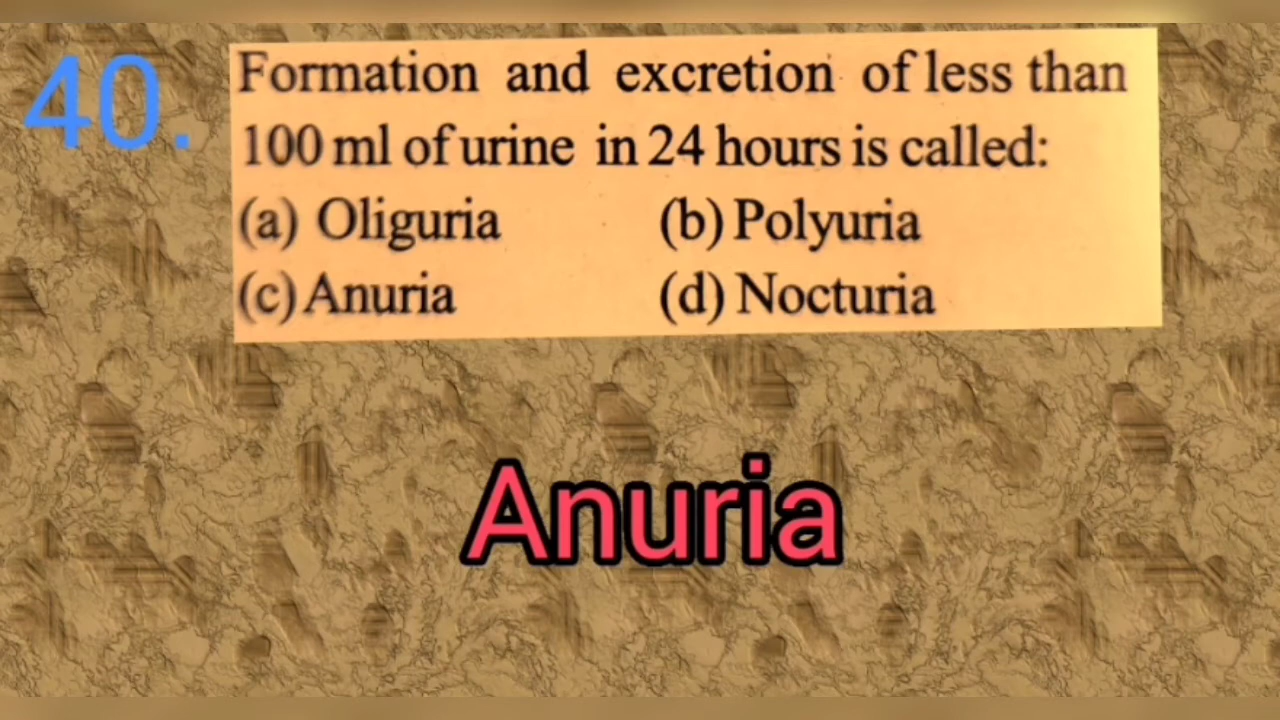 40.
Formation and excretion of less than
100 ml of urine in 24 hours is called:
(a) Oliguria (b) Polyuria
(c) Anuria (d) Nocturia
Anuria